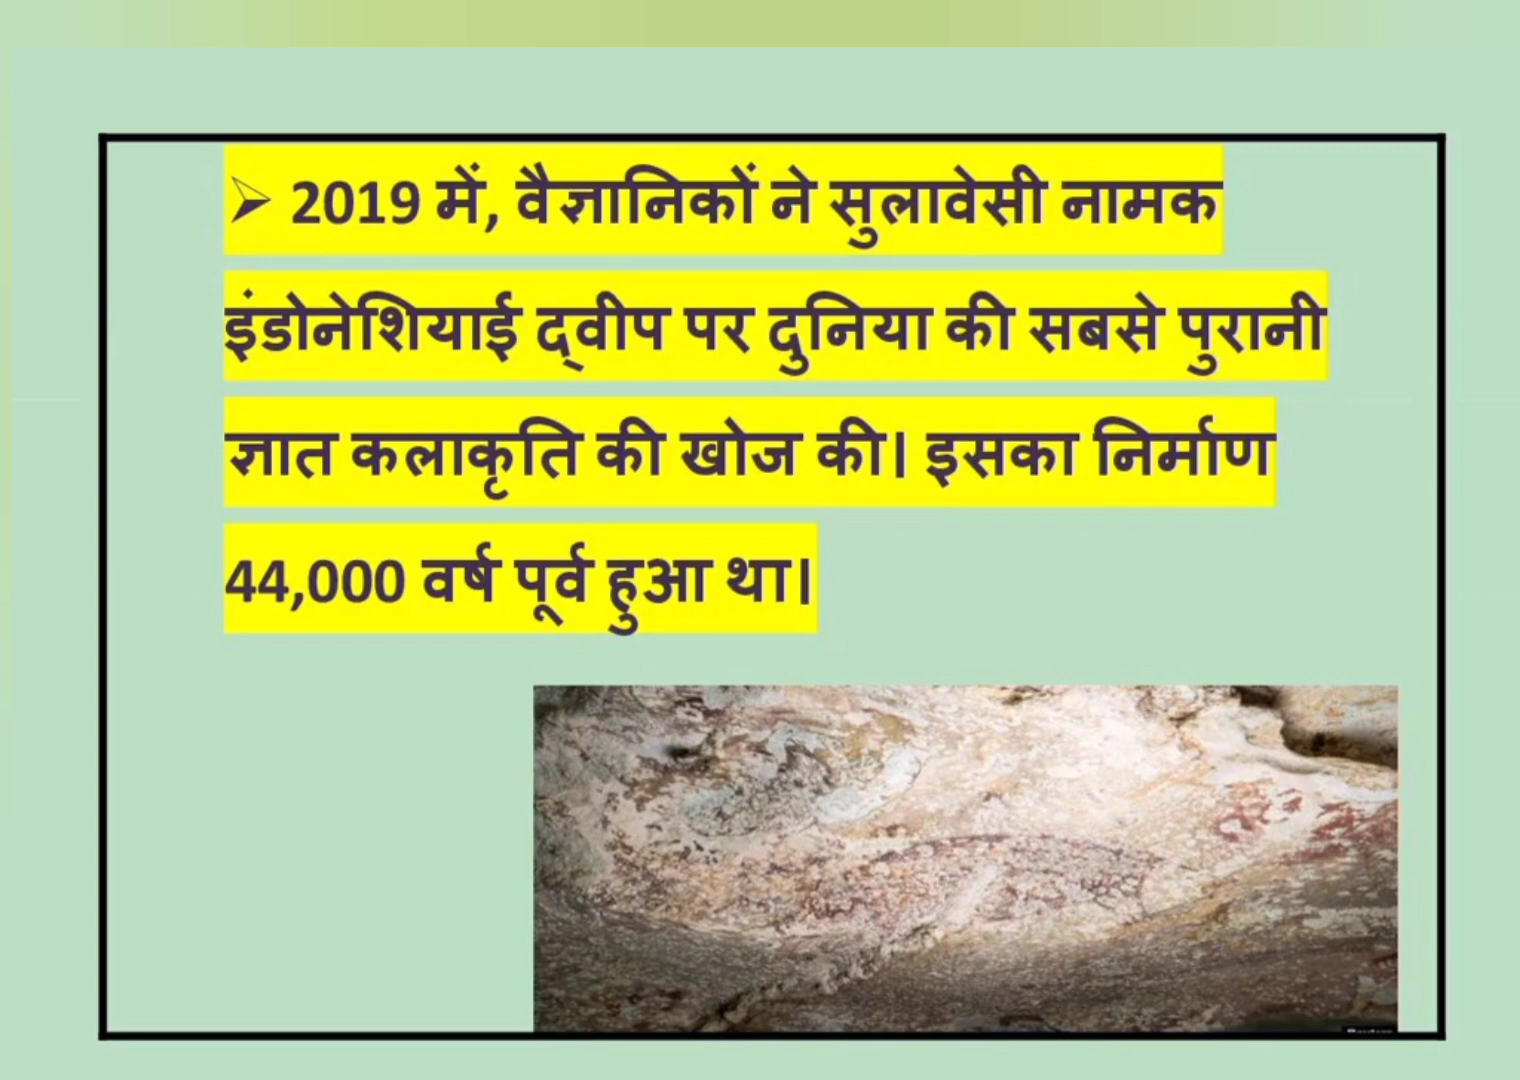 ➢ 2019 में, वैज्ञानिकों ने सुलावेसी नामक
इंडोनेशियाई द्वीप पर दुनिया की सबसे पुरानी
ज्ञात कलाकृति की खोज की। इसका निर्माण
44,000 वर्ष पूर्व हुआ था।